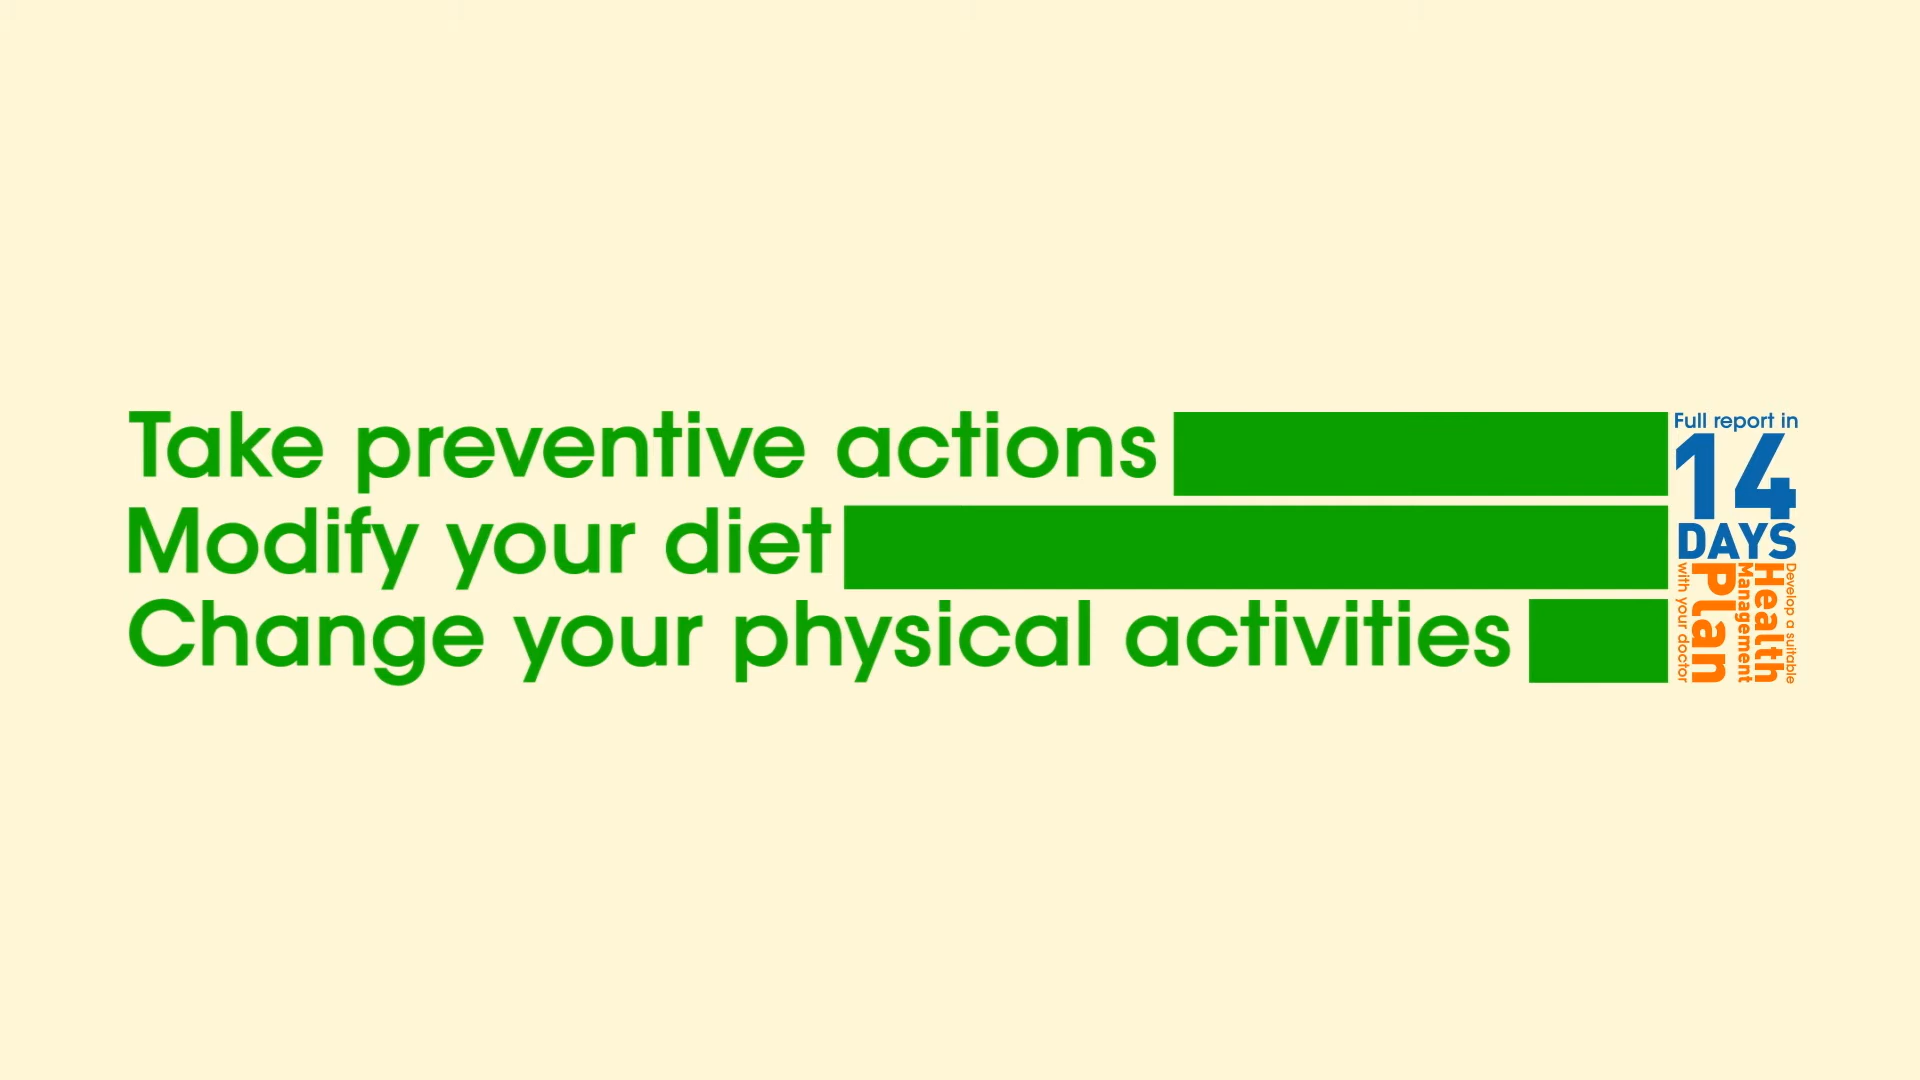 Take preventive actions
Modify your diet
Change your physical activities
Full report in
14
DAYS
Develop a suitable
Health
Management
Plan
with your doctor